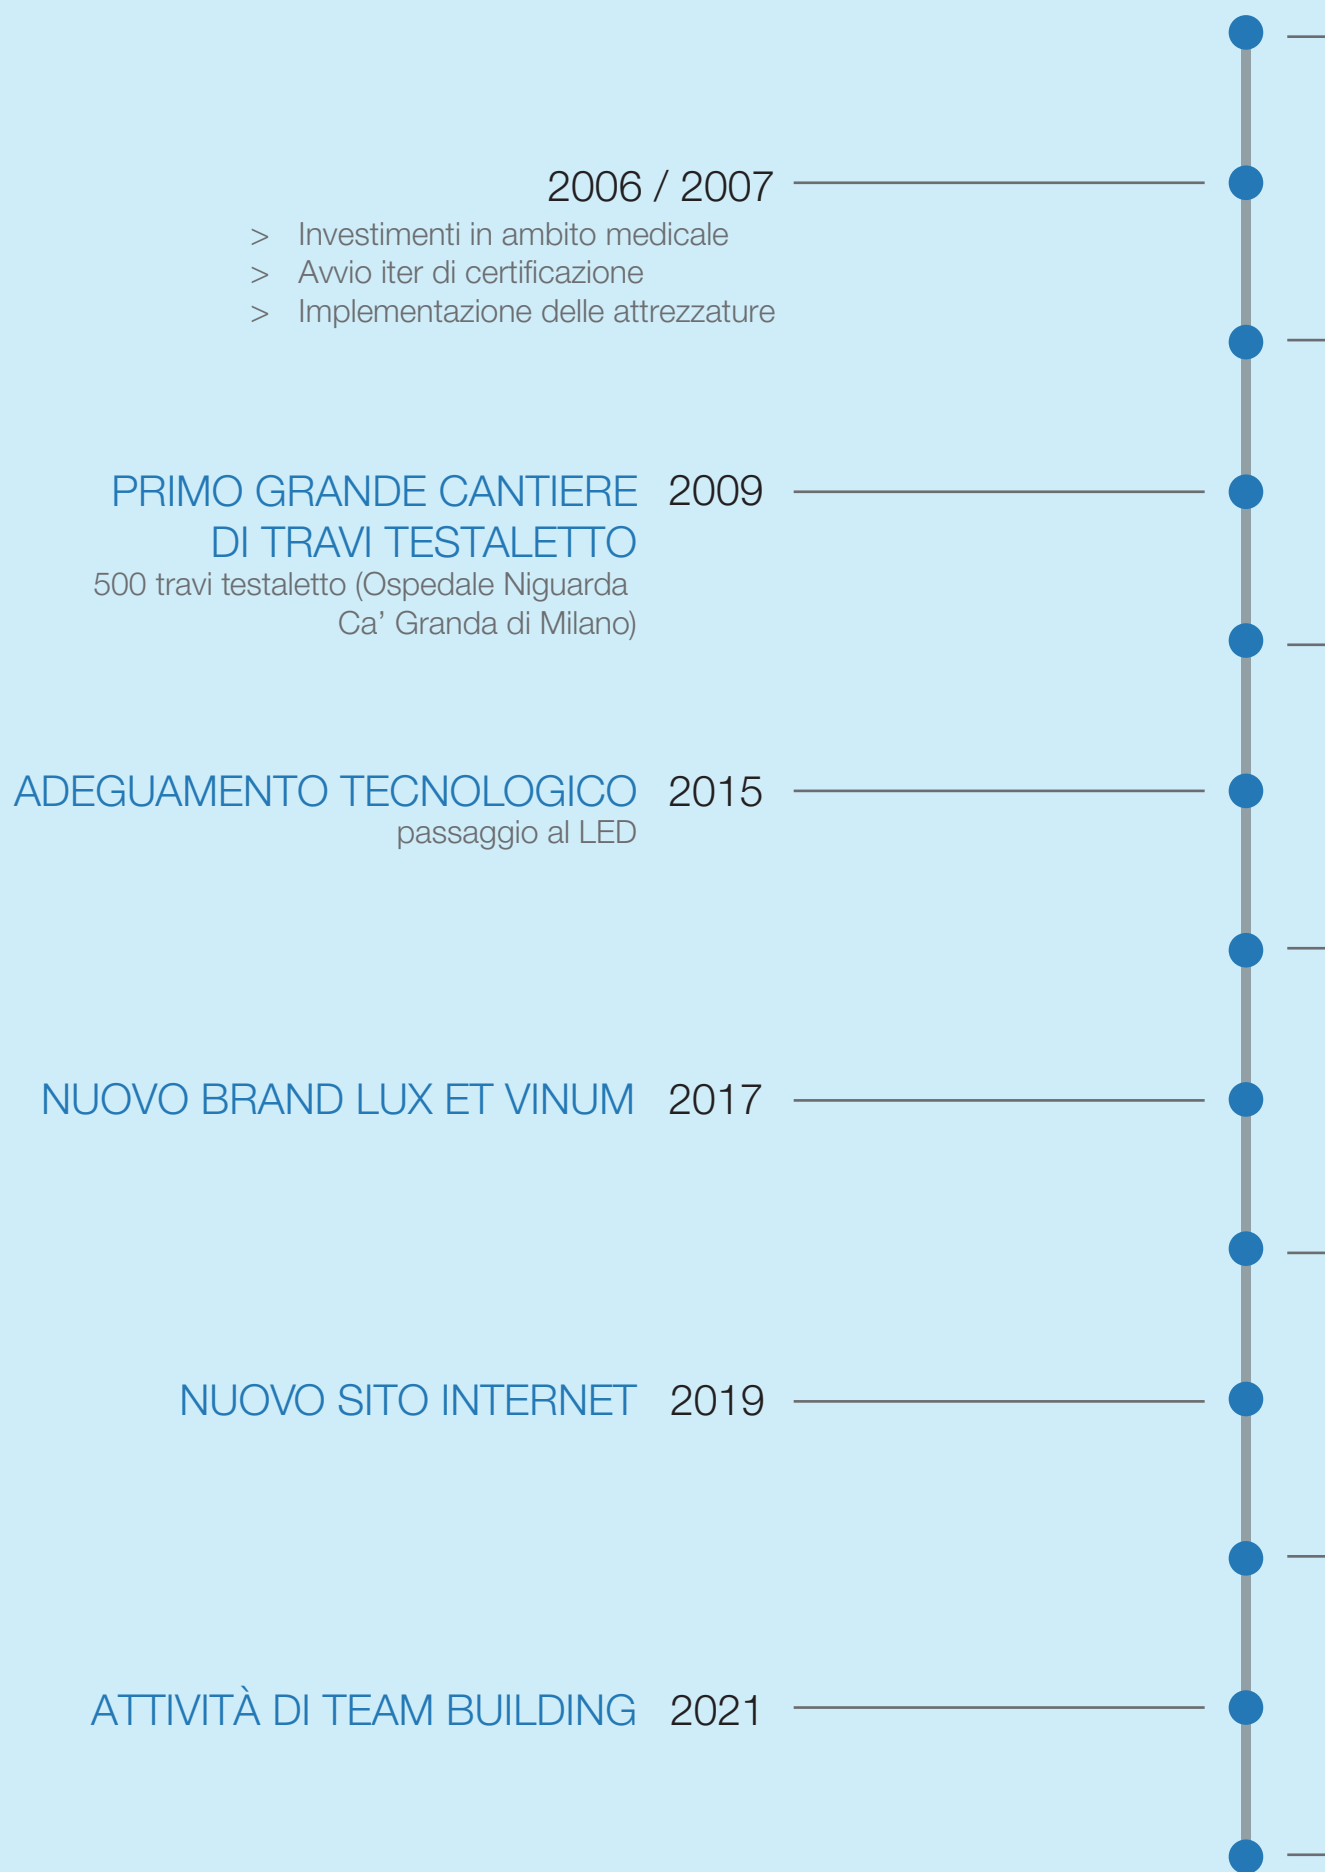 2006 / 2007
> Investimenti in ambito medicale
> Avvio iter di certificazione
> Implementazione delle attrezzature
PRIMO GRANDE CANTIERE 2009
DI TRAVI TESTALETTO
500 travi testaletto (Ospedale Niguarda
Ca’ Granda di Milano)
ADEGUAMENTO TECNOLOGICO 2015
passaggio al LED
NUOVO BRAND LUX ET VINUM 2017
NUOVO SITO INTERNET 2019
ATTIVITÀ DI TEAM BUILDING 2021